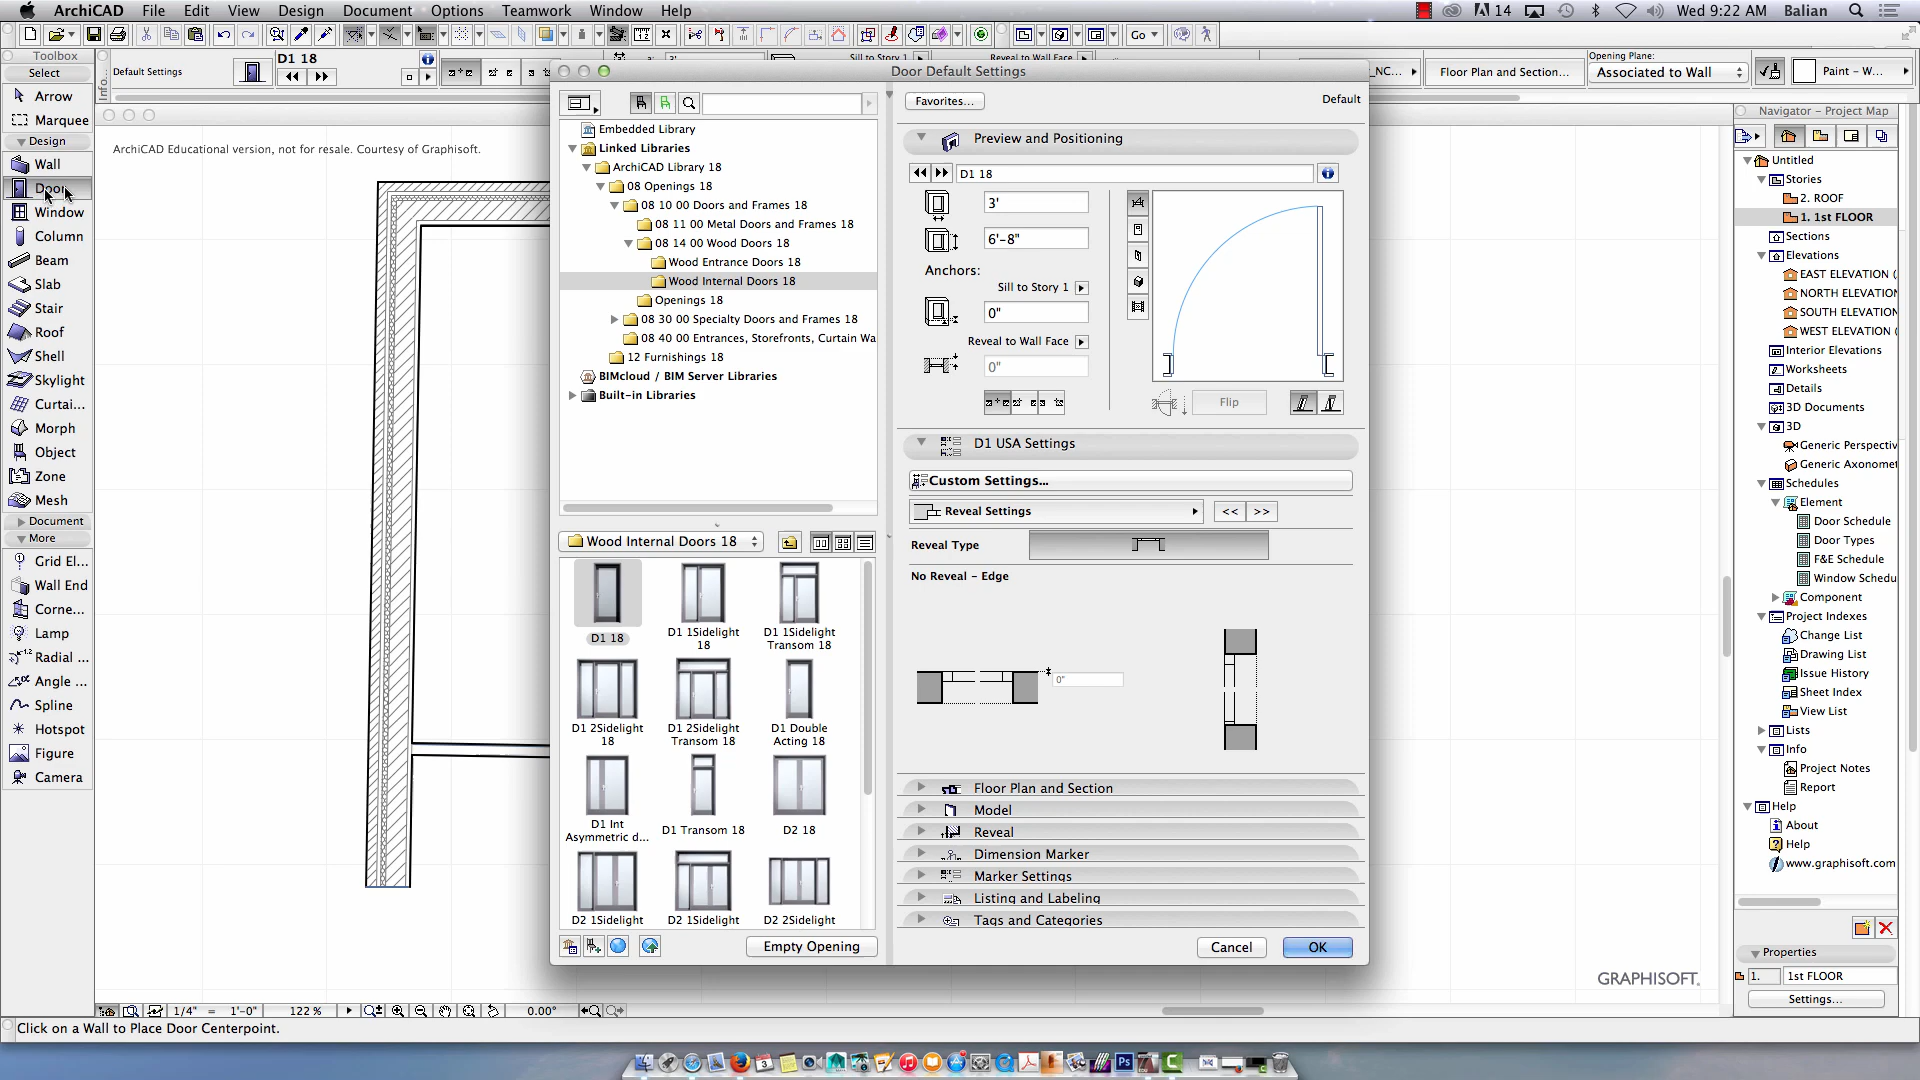 ArchiCAD File Edit View Design Document Options Teamwork Window Help
14 Wed 9:22 AM Balian
Go
Toolbox
Select
Arrow
Marquee
Design
Wall
Door
Window
Column
Beam
Slab
Stair
Roof
Shell
Skylight
Curtai...
Morph
Object
Zone
Mesh
Document
More
Grid El...
Wall End
Corne...
Lamp
Radial ...
Angle ...
Spline
Hotspot
Figure
Camera
Info...
Default Settings
D1 18
Floor Plan and Section...
Opening Plane:
Associated to Wall
Paint - W...
ArchiCAD Educational version, not for resale. Courtesy of Graphisoft.
Door Default Settings
Embedded Library
Linked Libraries
ArchiCAD Library 18
08 Openings 18
08 10 00 Doors and Frames 18
08 11 00 Metal Doors and Frames 18
08 14 00 Wood Doors 18
Wood Entrance Doors 18
Wood Internal Doors 18
Openings 18
08 30 00 Specialty Doors and Frames 18
08 40 00 Entrances, Storefronts, Curtain Wa
12 Furnishings 18
BIMcloud / BIM Server Libraries
Built-in Libraries
Wood Internal Doors 18
D1 18
D1 1Sidelight 18
D1 1Sidelight Transom 18
D1 2Sidelight 18
D1 2Sidelight Transom 18
D1 Double Acting 18
D1 Int Asymmetric d...
D1 Transom 18
D2 18
D2 1Sidelight
D2 1Sidelight
D2 2Sidelight
Empty Opening
Favorites...
Default
Preview and Positioning
D1 18
3'
6'-8"
Anchors:
Sill to Story 1
0"
Reveal to Wall Face
0"
Flip
D1 USA Settings
Custom Settings...
Reveal Settings
<< >>
Reveal Type
No Reveal - Edge
0"
Floor Plan and Section
Model
Reveal
Dimension Marker
Marker Settings
Listing and Labeling
Tags and Categories
Cancel OK
Navigator - Project Map
Untitled
Stories
2. ROOF
1. 1st FLOOR
Sections
Elevations
EAST ELEVATION (
NORTH ELEVATION
SOUTH ELEVATION
WEST ELEVATION (
Interior Elevations
Worksheets
Details
3D Documents
3D
Generic Perspectiv
Generic Axonomet
Schedules
Element
Door Schedule
Door Types
F&E Schedule
Window Schedu
Component
Project Indexes
Change List
Drawing List
Issue History
Sheet Index
View List
Lists
Info
Project Notes
Report
Help
About
Help
www.graphisoft.com
Properties
1. 1st FLOOR
Settings...
GRAPHISOFT.
1/4" = 1'-0" 122 % 0.00°
Click on a Wall to Place Door Centerpoint.